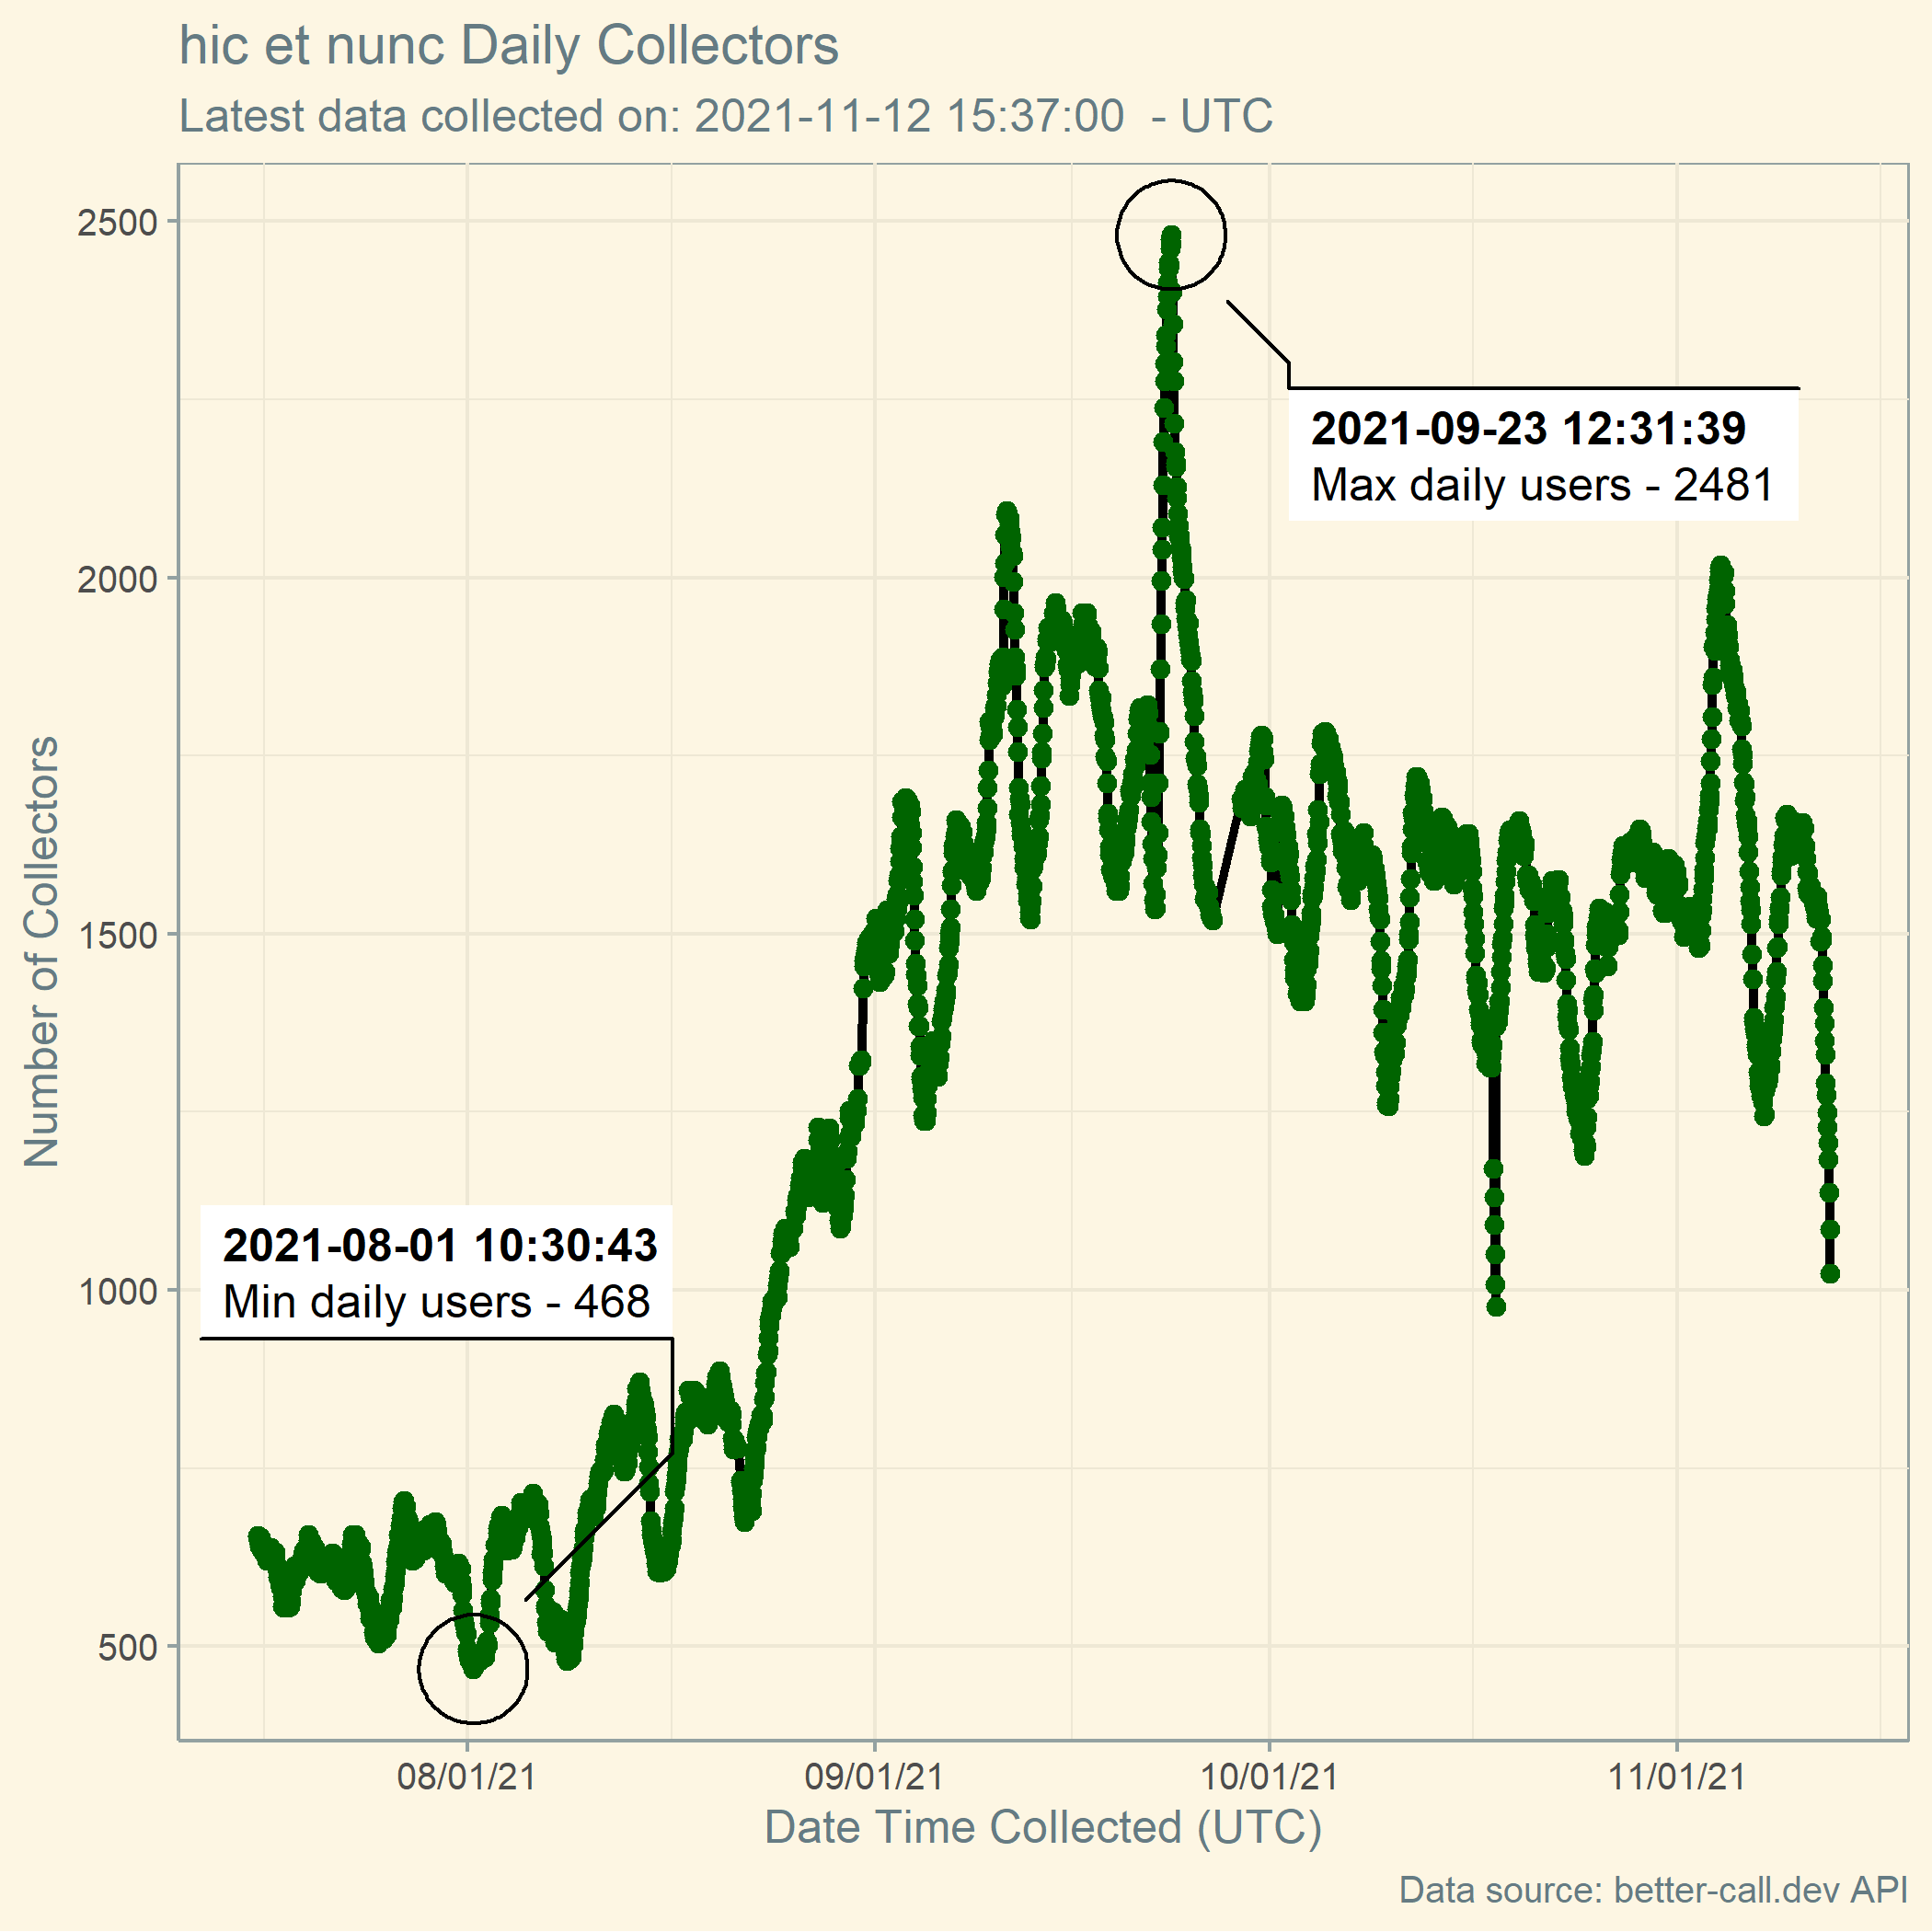 hic et nunc Daily Collectors
Latest data collected on: 2021-11-12 15:37:00  - UTC
Number of Collectors
2500
2000
1500
1000
500
2021-09-23 12:31:39
Max daily users - 2481
2021-08-01 10:30:43
Min daily users - 468
08/01/21
09/01/21
10/01/21
11/01/21
Date Time Collected (UTC)
Data source: better-call.dev API